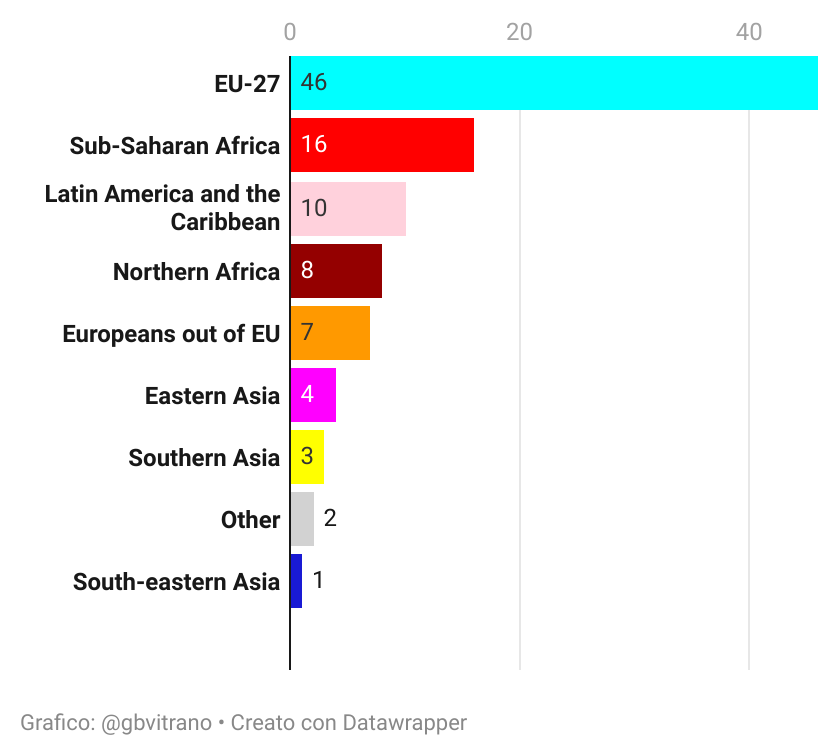 0 20 40
EU-27 46
Sub-Saharan Africa 16
Latin America and the
Caribbean 10
Northern Africa 8
Europeans out of EU 7
Eastern Asia 4
Southern Asia 3
Other 2
South-eastern Asia 1
Grafico: @gbvitrano • Creato con Datawrapper